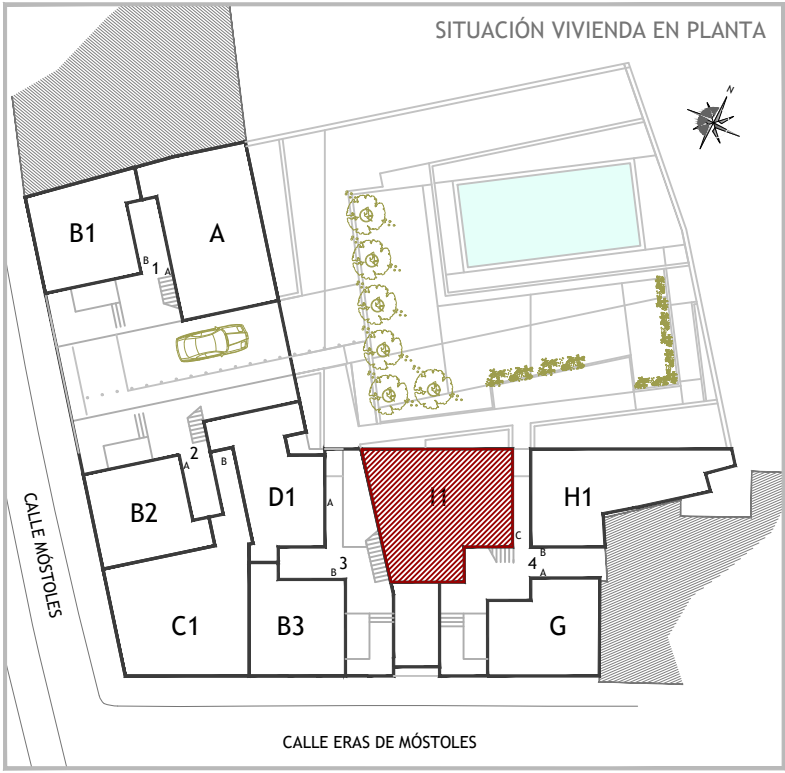 SITUACIÓN VIVIENDA EN PLANTA
N
B1
A
B
1
A
2
A
B
B2
D1
A
I1
H1
C
3
B
B
4
A
C1
B3
G
CALLE MÓSTOLES
CALLE ERAS DE MÓSTOLES